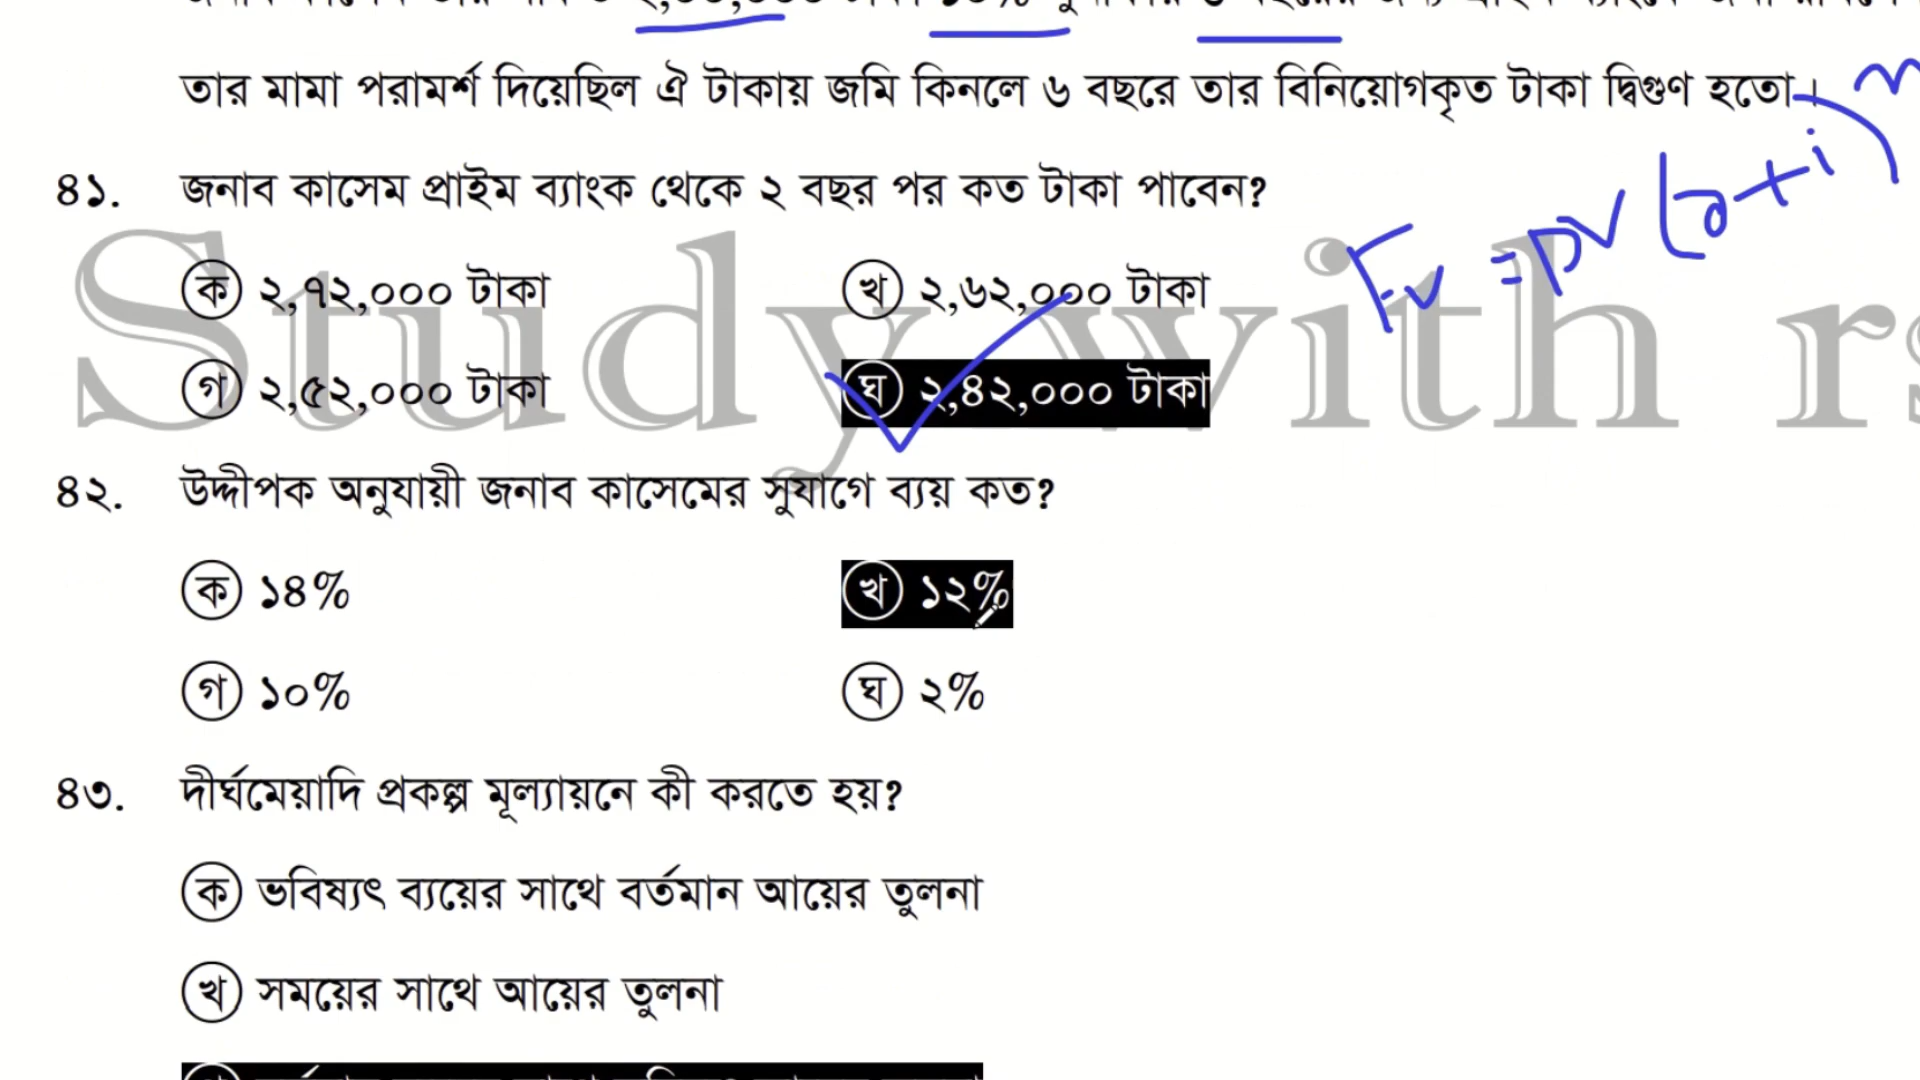 তার মামা পরামর্শ দিয়েছিল ঐ টাকায় জমি কিনলে ৬ বছরে তার বিনিয়োগকৃত টাকা দ্বিগুণ হতো।
৪১. জনাব কাসেম প্রাইম ব্যাংক থেকে ২ বছর পর কত টাকা পাবেন?
Fv = pv (১+i)ⁿ
ক ২,৭২,০০০ টাকা খ ২,৬২,০০০ টাকা
Study with rs
গ ২,৫২,০০০ টাকা ঘ ২,৪২,০০০ টাকা
৪২. উদ্দীপক অনুযায়ী জনাব কাসেমের সুযাগে ব্যয় কত?
ক ১৪% খ ১২%
গ ১০% ঘ ২%
৪৩. দীর্ঘমেয়াদি প্রকল্প মূল্যায়নে কী করতে হয়?
ক ভবিষ্যৎ ব্যয়ের সাথে বর্তমান আয়ের তুলনা
খ সময়ের সাথে আয়ের তুলনা